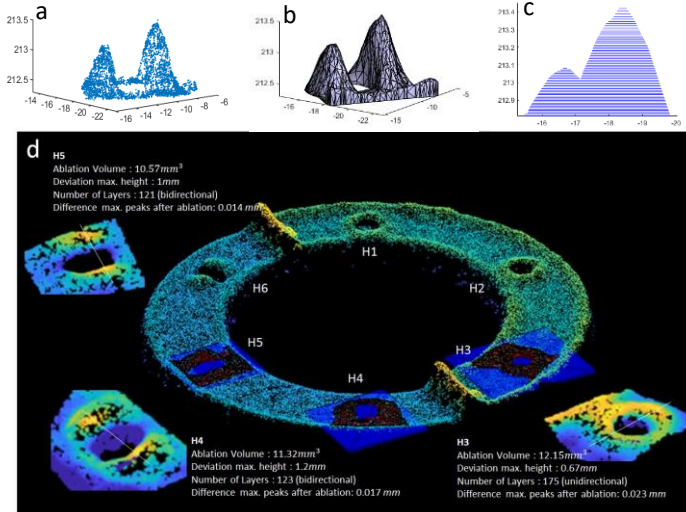 a
213.5
213
212.5
-14 -16 -18 -20 -22 -14 -12 -10 -8 -6
b
213.5
213
212.5
-16 -18 -20 -22 -15 -10 -5
c
213.4
213.3
213.2
213.1
213
212.9
-16 -17 -18 -19 -20
d
H5
Ablation Volume : 10.57mm³
Deviation max. height : 1mm
Number of Layers : 121 (bidirectional)
Difference max. peaks after ablation: 0.014 mm
H1
H6
H2
H5
H3
H4
H4
Ablation Volume : 11.32mm³
Deviation max. height : 1.2mm
Number of Layers : 123 (bidirectional)
Difference max. peaks after ablation: 0.017 mm
H3
Ablation Volume : 12.15mm³
Deviation max. height : 0.67mm
Number of Layers : 175 (unidirectional)
Difference max. peaks after ablation: 0.023 mm